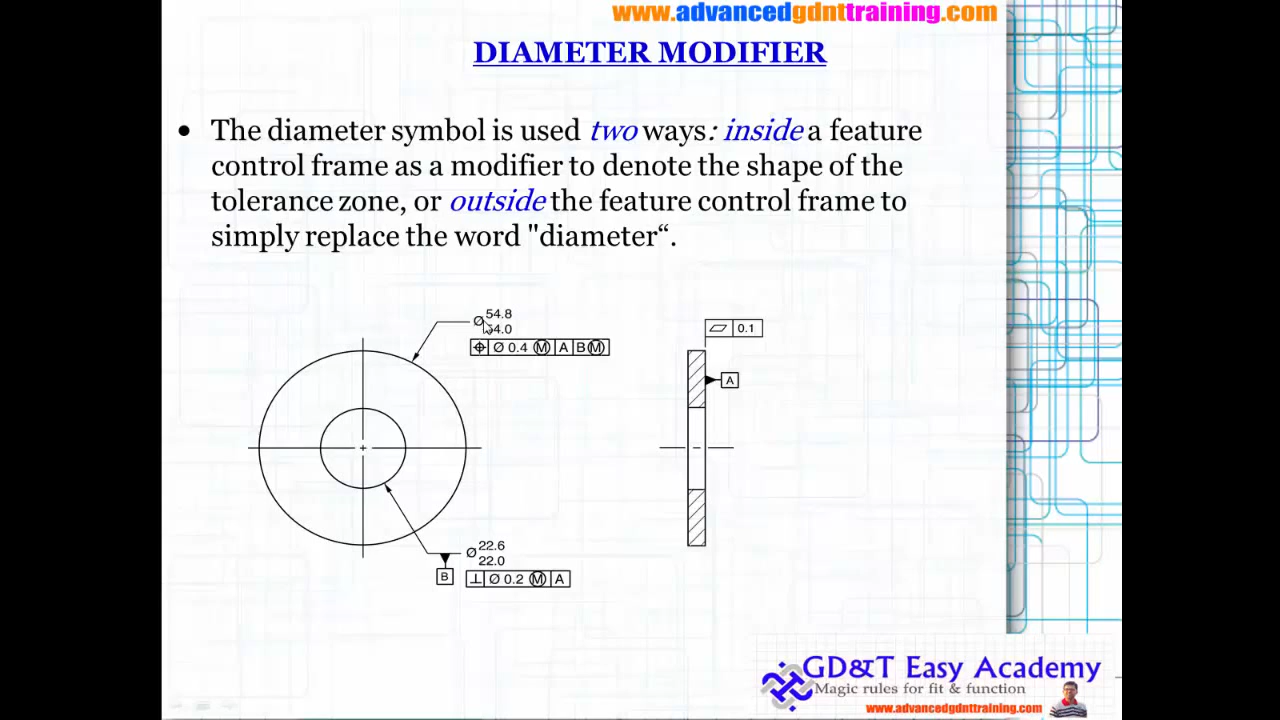 www.advancedgdnttraining.com
DIAMETER MODIFIER
• The diameter symbol is used two ways: inside a feature
control frame as a modifier to denote the shape of the
tolerance zone, or outside the feature control frame to
simply replace the word "diameter“.
Ø 54.8
54.0
⌖ Ø 0.4 Ⓜ A B Ⓜ
⏥ 0.1
A
Ø 22.6
22.0
B
⟂ Ø 0.2 Ⓜ A
GD&T Easy Academy
Magic rules for fit & function
www.advancedgdnttraining.com